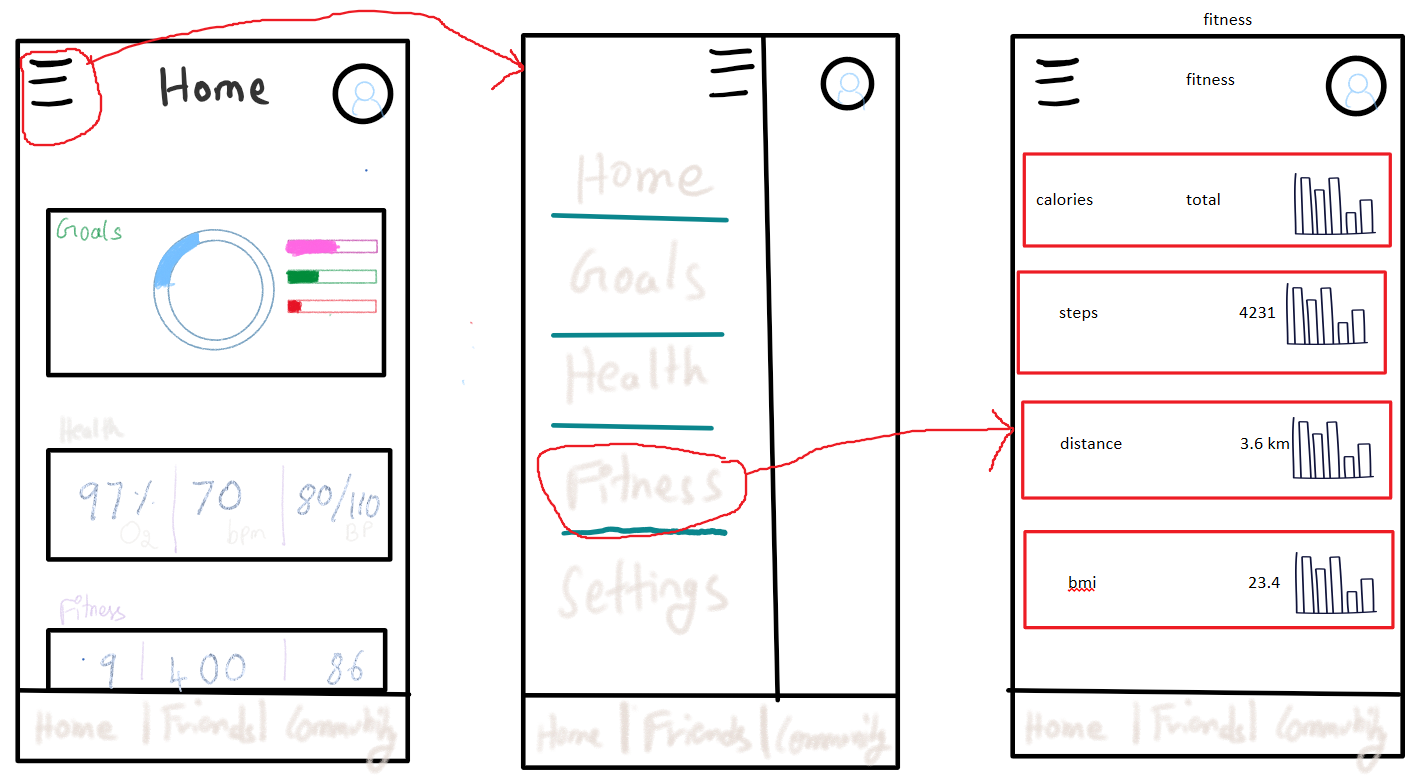 Home
Goals
Health
97% 70 80/110
O2 bpm BP
Fitness
9 400 86
Home | Friends | Community
Home
Goals
Health
Fitness
Settings
Home | Friends | Community
fitness
fitness
calories total
steps 4231
distance 3.6 km
bmi 23.4
Home | Friends | Community